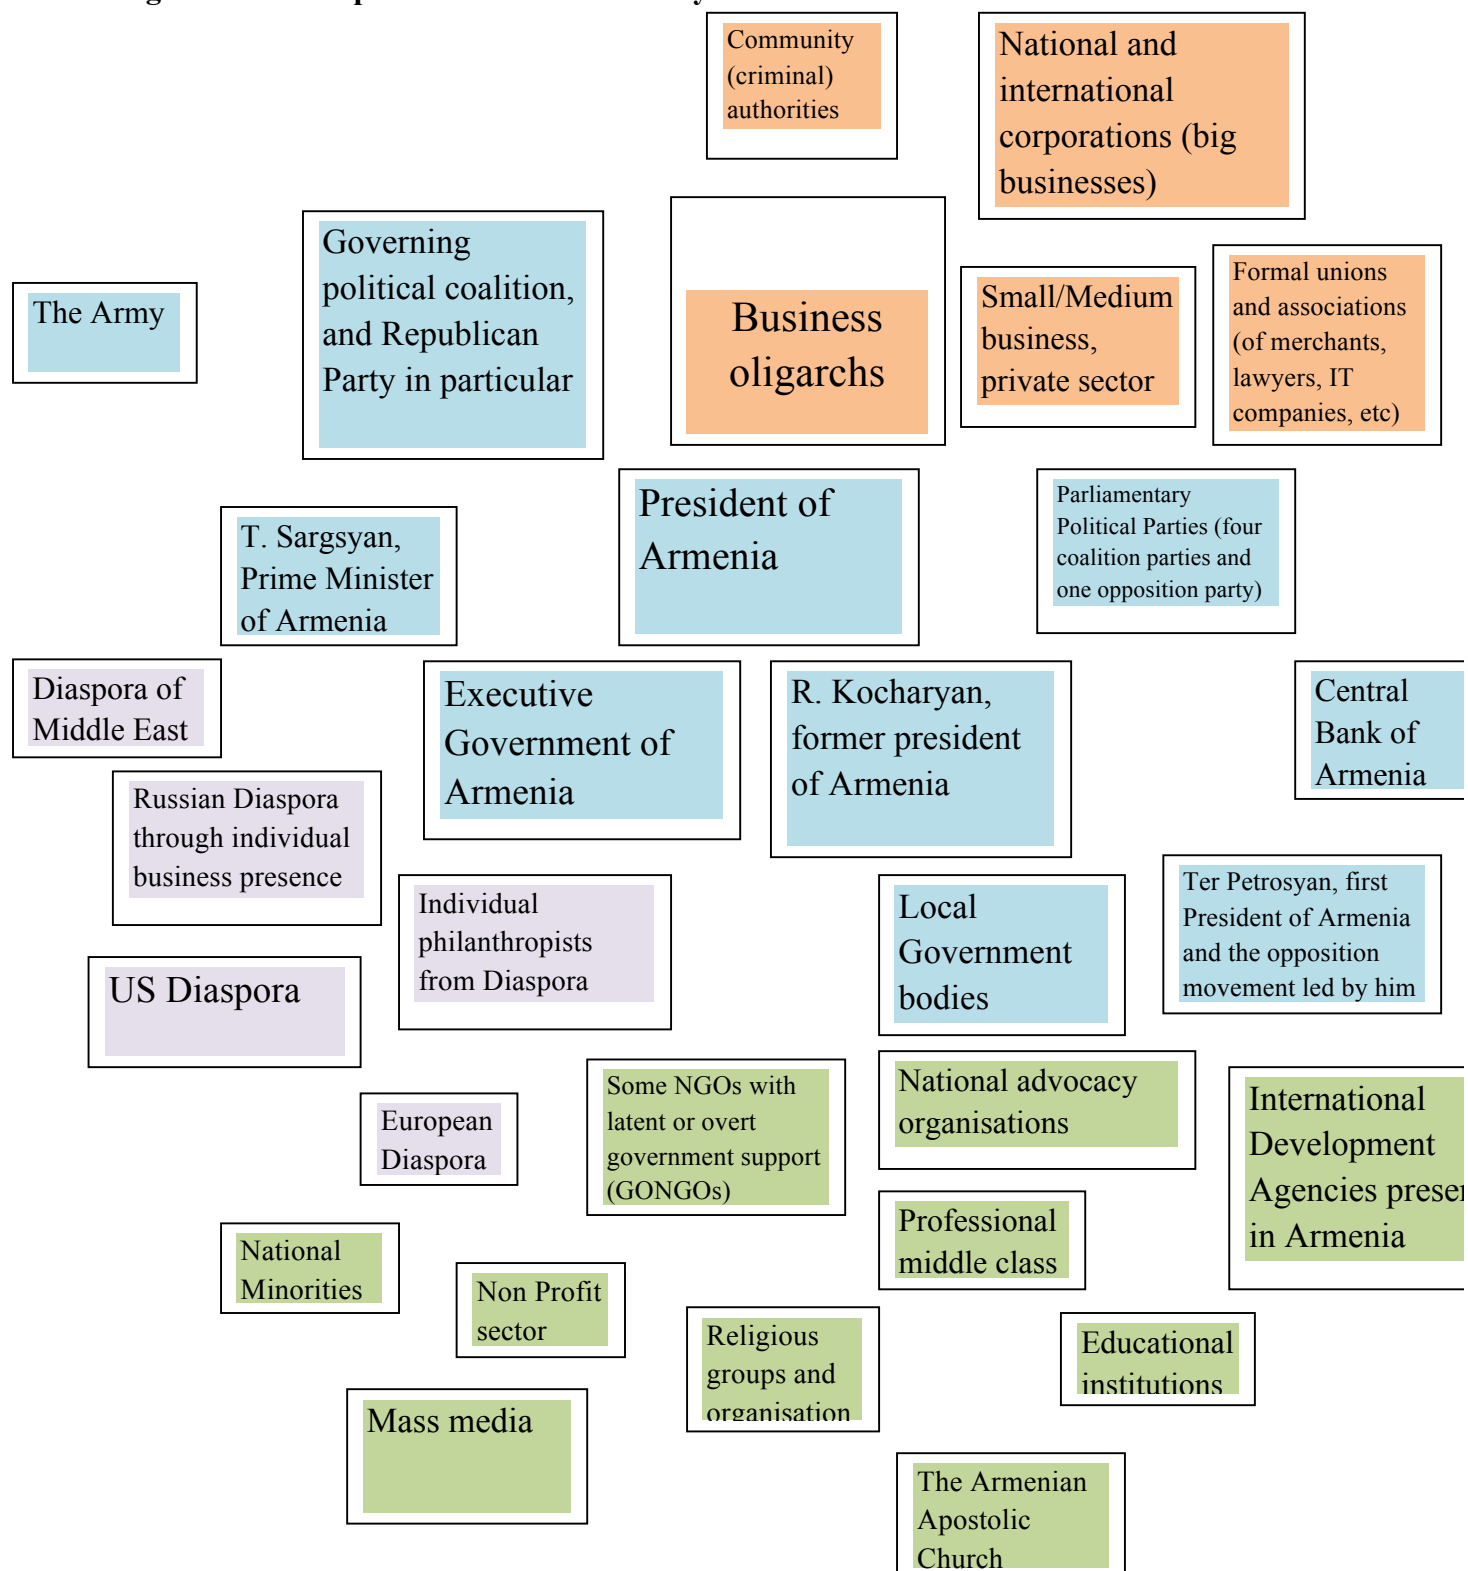 Community
(criminal)
authorities
National and
international
corporations (big
businesses)
Governing
political coalition,
and Republican
Party in particular
Business
oligarchs
Small/Medium
business,
private sector
Formal unions
and associations
(of merchants,
lawyers, IT
companies, etc)
The Army
President of
Armenia
Parliamentary
Political Parties (four
coalition parties and
one opposition party)
T. Sargsyan,
Prime Minister
of Armenia
Diaspora of
Middle East
Executive
Government of
Armenia
R. Kocharyan,
former president
of Armenia
Central
Bank of
Armenia
Russian Diaspora
through individual
business presence
Individual
philanthropists
from Diaspora
Local
Government
bodies
Ter Petrosyan, first
President of Armenia
and the opposition
movement led by him
US Diaspora
European
Diaspora
Some NGOs with
latent or overt
government support
(GONGOs)
National advocacy
organisations
International
Development
Agencies presen
in Armenia
Professional
middle class
National
Minorities
Non Profit
sector
Religious
groups and
organisation
Educational
institutions
Mass media
The Armenian
Apostolic
Church